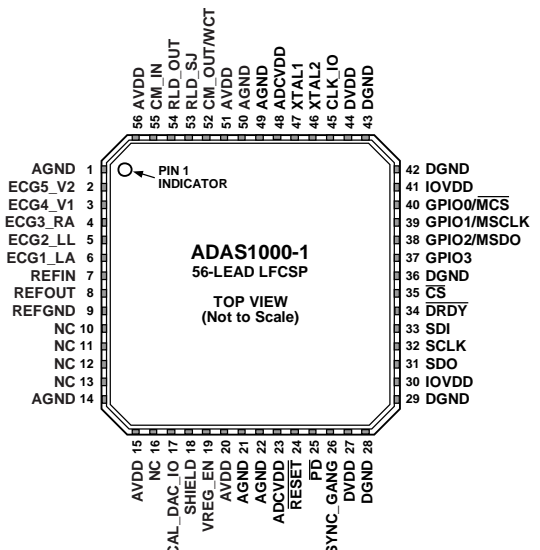 56 AVDD
55 CM_IN
54 RLD_OUT
53 RLD_SJ
52 CM_OUT/WCT
51 AVDD
50 AGND
49 AGND
48 ADCVDD
47 XTAL1
46 XTAL2
45 CLK_IO
44 DVDD
43 DGND
AGND 1
ECG5_V2 2
ECG4_V1 3
ECG3_RA 4
ECG2_LL 5
ECG1_LA 6
REFIN 7
REFOUT 8
REFGND 9
NC 10
NC 11
NC 12
NC 13
AGND 14
PIN 1
INDICATOR
ADAS1000-1
56-LEAD LFCSP
TOP VIEW
(Not to Scale)
42 DGND
41 IOVDD
40 GPIO0/MCS
39 GPIO1/MSCLK
38 GPIO2/MSDO
37 GPIO3
36 DGND
35 CS
34 DRDY
33 SDI
32 SCLK
31 SDO
30 IOVDD
29 DGND
AVDD 15
NC 16
CAL_DAC_IO 17
SHIELD 18
VREG_EN 19
AVDD 20
AGND 21
AGND 22
ADCVDD 23
RESET 24
PD 25
SYNC_GANG 26
DVDD 27
DGND 28